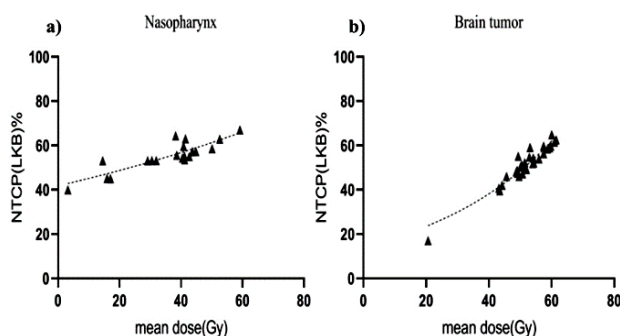 a)
Nasopharynx
NTCP(LKB)%
100
80
60
40
20
0
0 20 40 60 80
mean dose(Gy)
b)
Brain tumor
NTCP(LKB)%
100
80
60
40
20
0
0 20 40 60 80
mean dose(Gy)